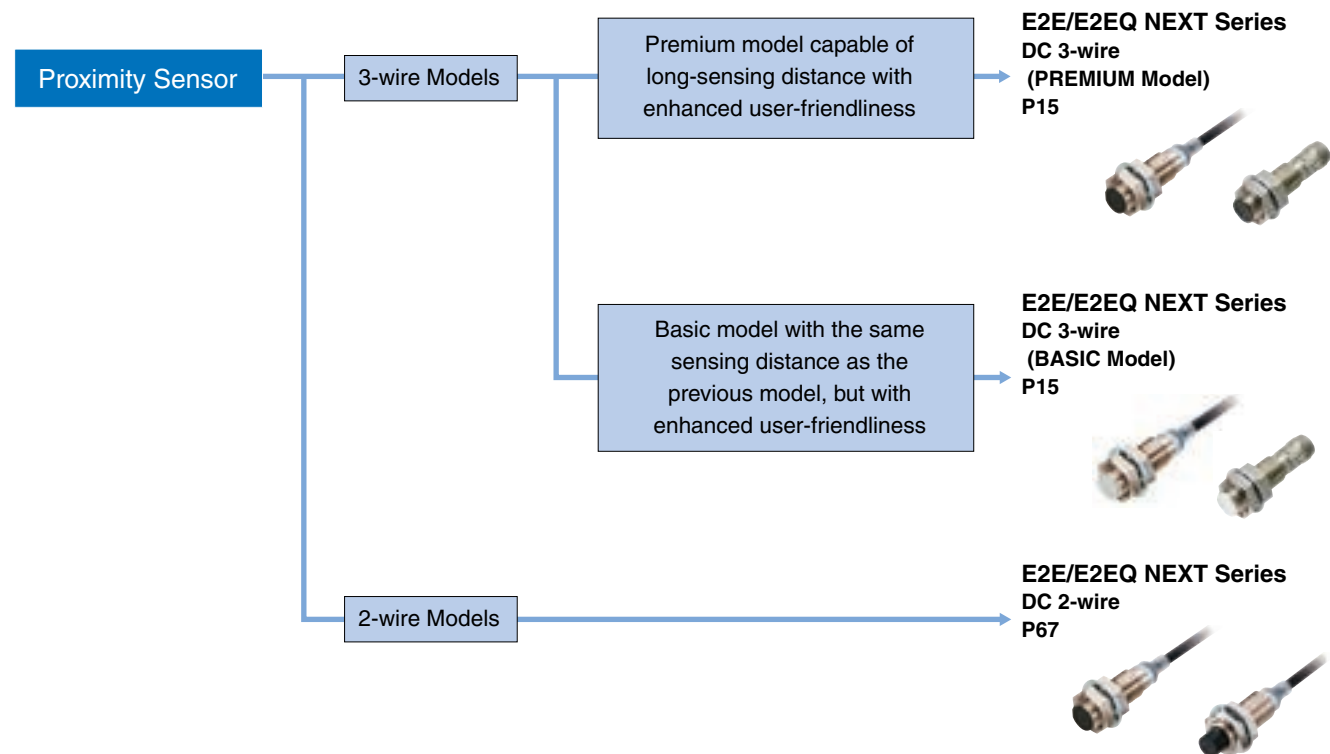 Proximity Sensor
3-wire Models
Premium model capable of
long-sensing distance with
enhanced user-friendliness
E2E/E2EQ NEXT Series
DC 3-wire
(PREMIUM Model)
P15
Basic model with the same
sensing distance as the
previous model, but with
enhanced user-friendliness
E2E/E2EQ NEXT Series
DC 3-wire
(BASIC Model)
P15
2-wire Models
E2E/E2EQ NEXT Series
DC 2-wire
P67